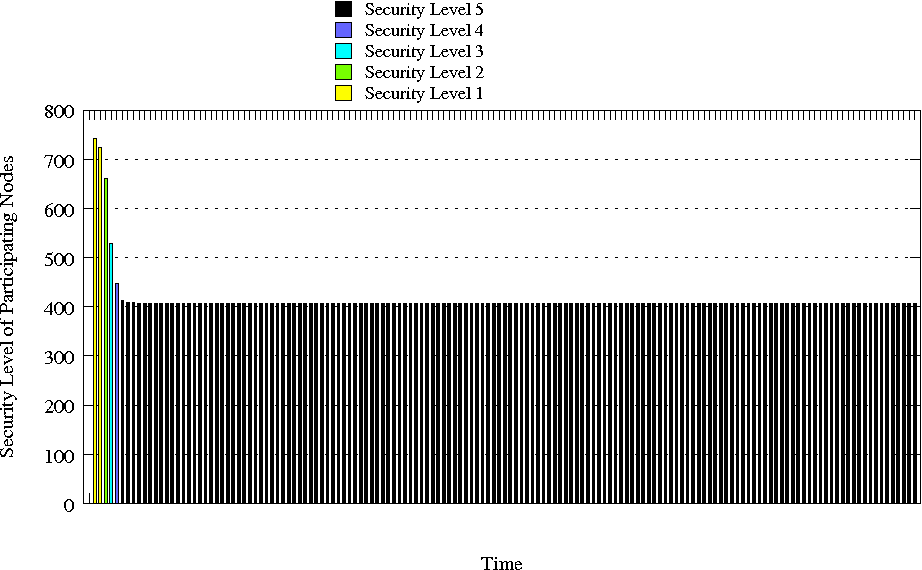 Security Level 5
Security Level 4
Security Level 3
Security Level 2
Security Level 1
800
700
600
500
400
300
200
100
0
Security Level of Participating Nodes
Time